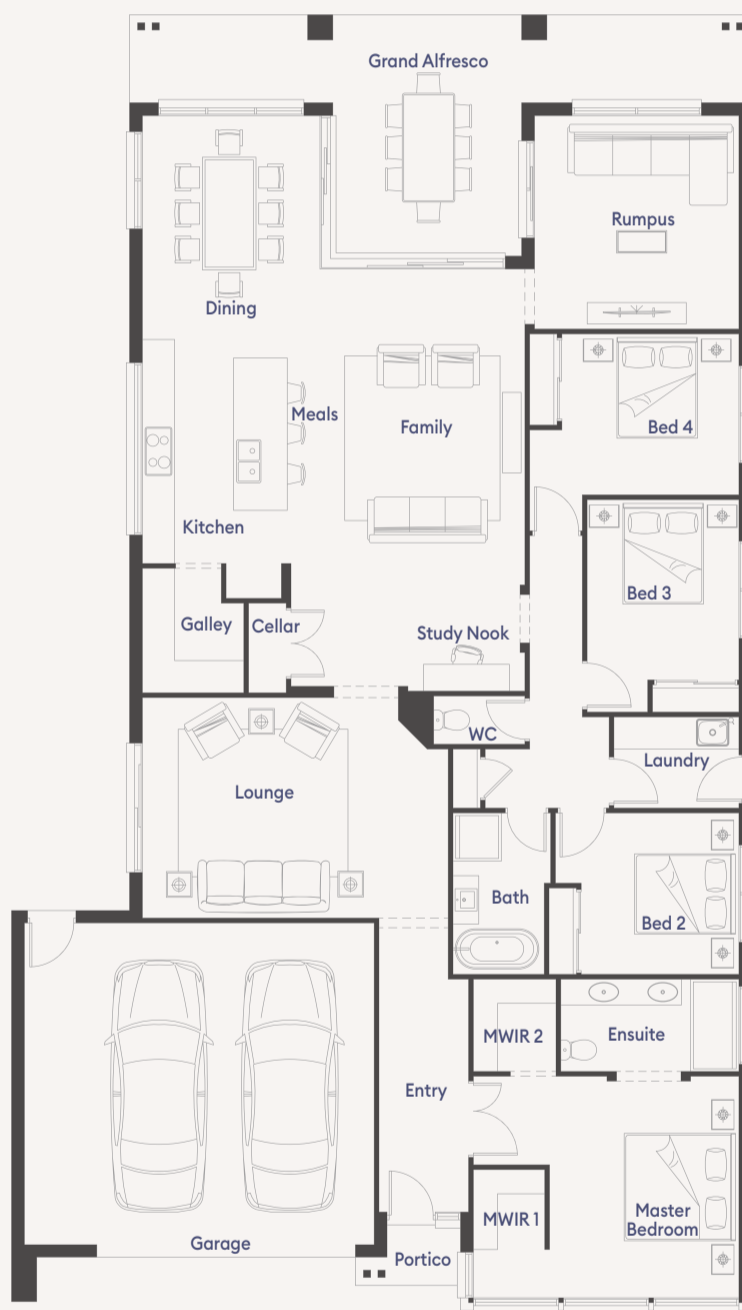 Grand Alfresco
Rumpus
Dining
Meals
Family
Bed 4
Kitchen
Bed 3
Galley
Cellar
Study Nook
WC
Laundry
Lounge
Bath
Bed 2
MWIR 2
Ensuite
Entry
MWIR 1
Master
Bedroom
Garage
Portico